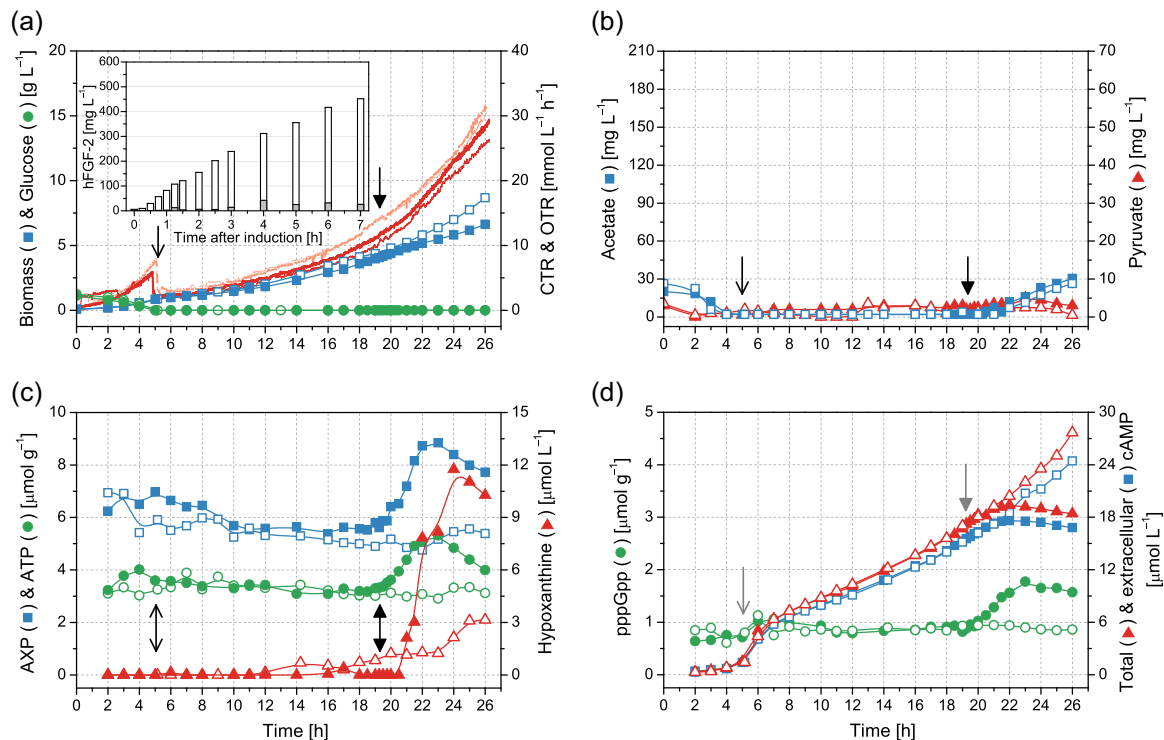 (a)
Biomass (■) & Glucose (●) [g L⁻¹]
20
15
10
5
0
hFGF-2 [mg L⁻¹]
600
500
400
300
200
100
0
0 1 2 3 4 5 6 7
Time after induction [h]
40
30
20
10
0
CTR & OTR [mmol L⁻¹ h⁻¹]
0 2 4 6 8 10 12 14 16 18 20 22 24 26
(b)
Acetate (■) [mg L⁻¹]
210
180
150
120
90
60
30
0
70
60
50
40
30
20
10
0
Pyruvate (▲) [mg L⁻¹]
0 2 4 6 8 10 12 14 16 18 20 22 24 26
(c)
AXP (■) & ATP (●) [μmol g⁻¹]
10
8
6
4
2
0
15
12
9
6
3
0
Hypoxanthine (▲) [μmol L⁻¹]
0 2 4 6 8 10 12 14 16 18 20 22 24 26
Time [h]
(d)
pppGpp (●) [μmol g⁻¹]
5
4
3
2
1
0
30
24
18
12
6
0
Total (▲) & extracellular (■) cAMP [μmol L⁻¹]
0 2 4 6 8 10 12 14 16 18 20 22 24 26
Time [h]